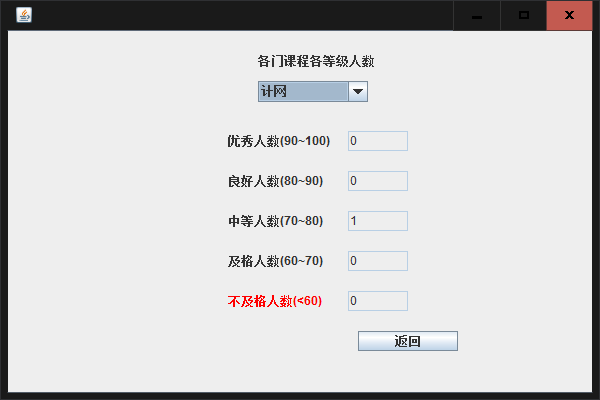 各门课程各等级人数
计网
优秀人数(90~100) 0
良好人数(80~90) 0
中等人数(70~80) 1
及格人数(60~70) 0
不及格人数(<60) 0
返回